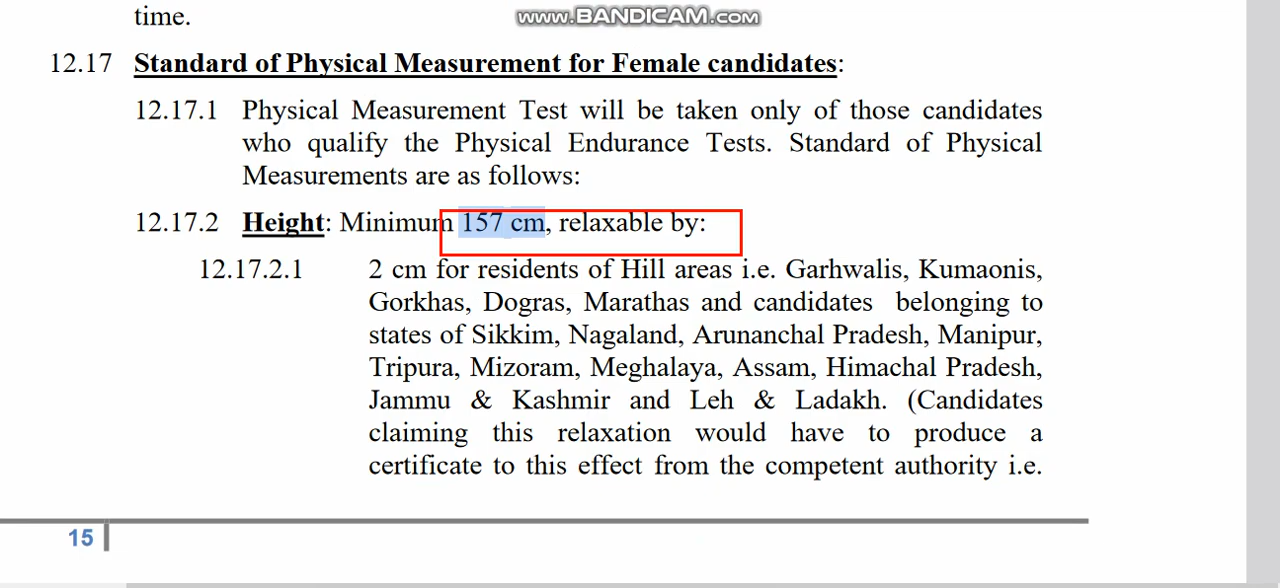 www.BANDICAM.com
time.
12.17 Standard of Physical Measurement for Female candidates:
12.17.1 Physical Measurement Test will be taken only of those candidates
who qualify the Physical Endurance Tests. Standard of Physical
Measurements are as follows:
12.17.2 Height: Minimum 157 cm, relaxable by:
12.17.2.1 2 cm for residents of Hill areas i.e. Garhwalis, Kumaonis,
Gorkhas, Dogras, Marathas and candidates belonging to
states of Sikkim, Nagaland, Arunanchal Pradesh, Manipur,
Tripura, Mizoram, Meghalaya, Assam, Himachal Pradesh,
Jammu & Kashmir and Leh & Ladakh. (Candidates
claiming this relaxation would have to produce a
certificate to this effect from the competent authority i.e.
15